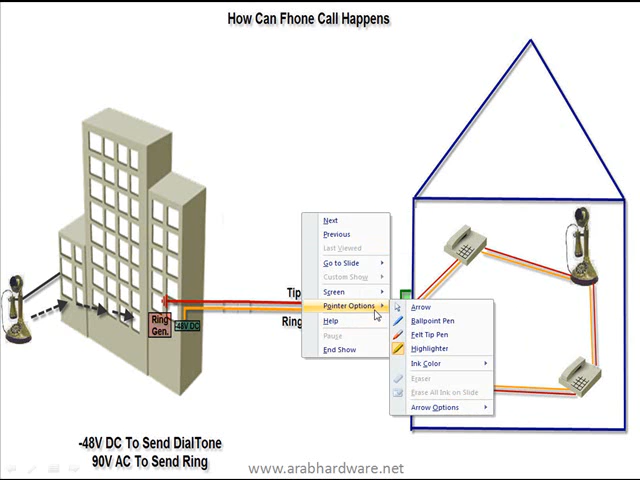 How Can Fhone Call Happens
Next
Previous
Last Viewed
Go to Slide
Custom Show
Screen
Pointer Options
Help
Pause
End Show
Arrow
Ballpoint Pen
Felt Tip Pen
Highlighter
Ink Color
Eraser
Erase All Ink on Slide
Arrow Options
Tip
Ring
Ring
Gen.
-48V DC
-48V DC To Send DialTone
90V AC To Send Ring
www.arabhardware.net